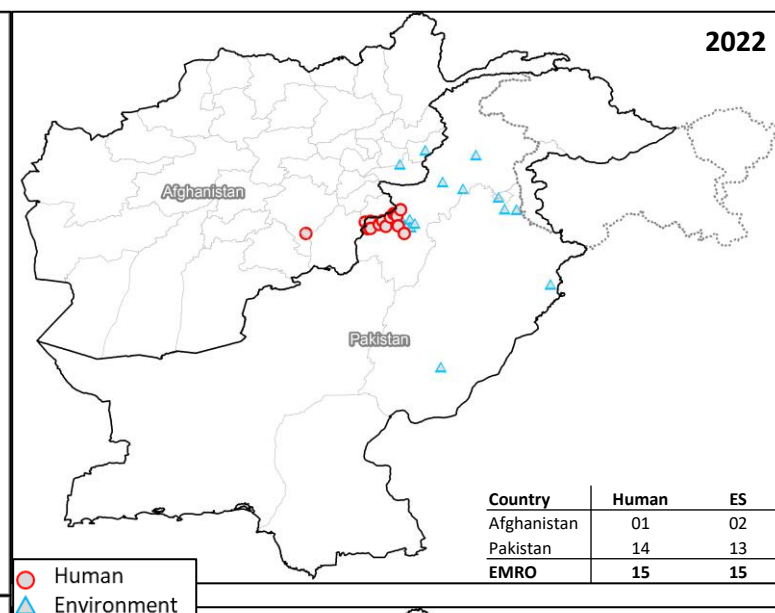 2022
Afghanistan
Pakistan
Country Human ES
Afghanistan 01 02
Pakistan 14 13
EMRO 15 15
Human
Environment